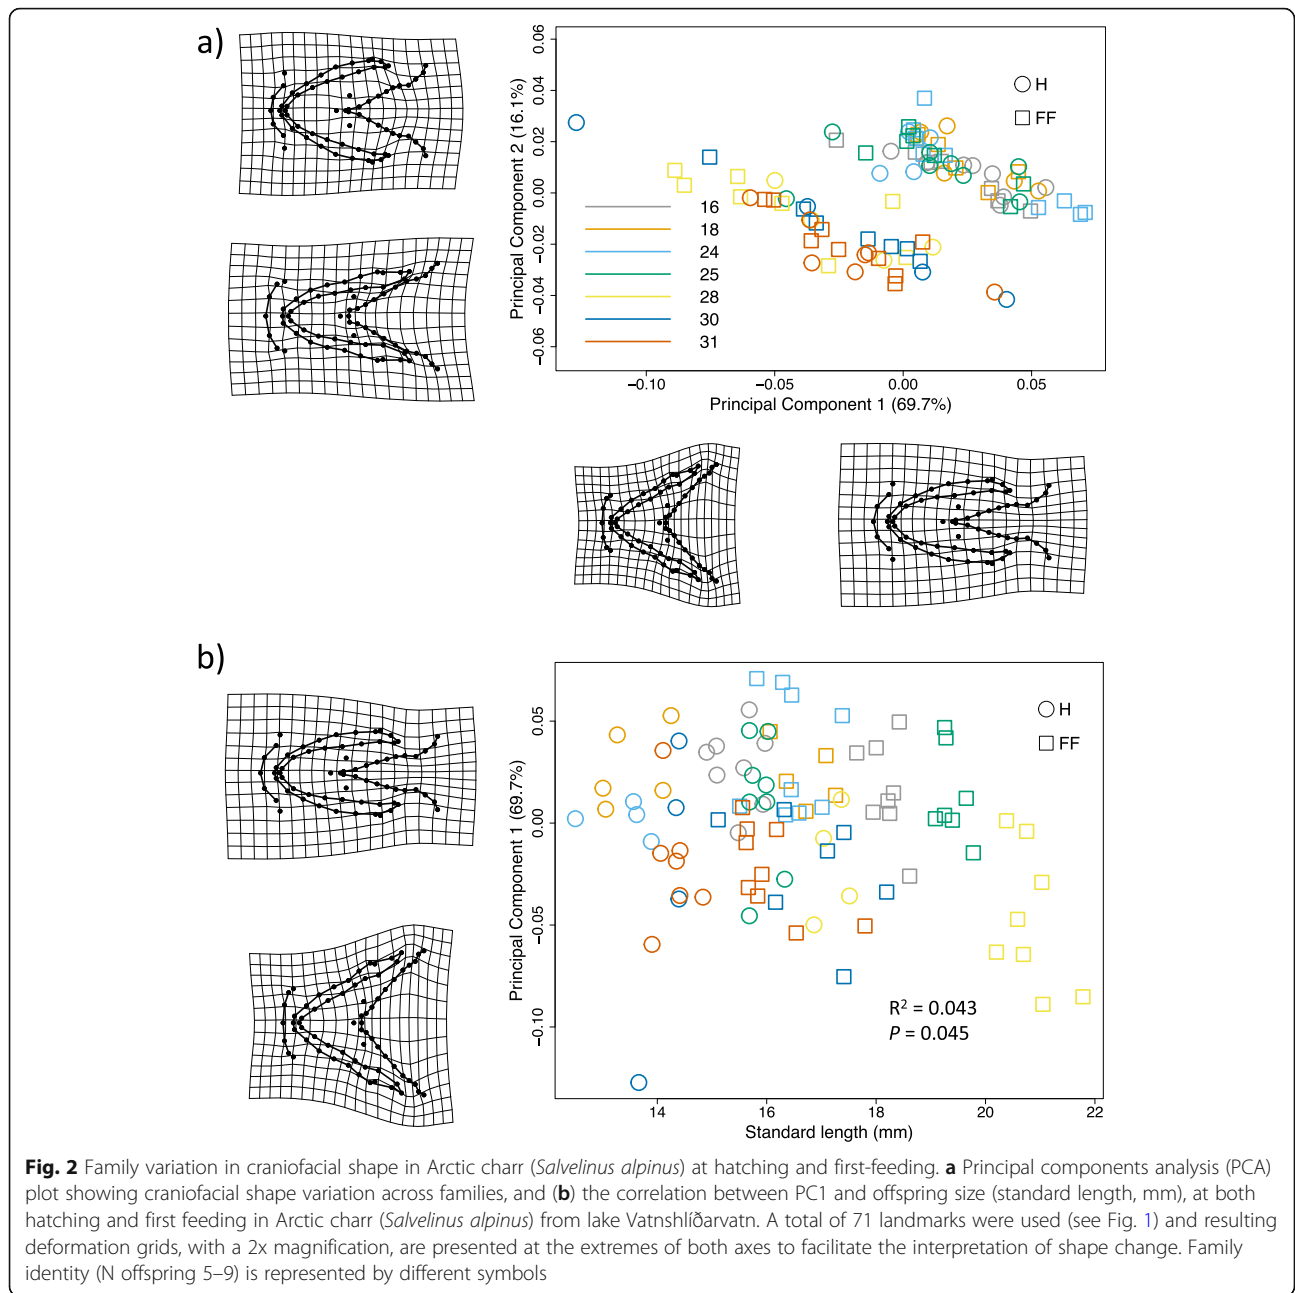 a)
Principal Component 2 (16.1%)
0.06
0.04
0.02
0.00
−0.02
−0.04
−0.06
H
FF
16
18
24
25
28
30
31
−0.10
−0.05
0.00
0.05
Principal Component 1 (69.7%)
b)
Principal Component 1 (69.7%)
0.05
0.00
−0.05
−0.10
H
FF
R² = 0.043
P = 0.045
14
16
18
20
22
Standard length (mm)
Fig. 2 Family variation in craniofacial shape in Arctic charr (Salvelinus alpinus) at hatching and first-feeding. a Principal components analysis (PCA)
plot showing craniofacial shape variation across families, and (b) the correlation between PC1 and offspring size (standard length, mm), at both
hatching and first feeding in Arctic charr (Salvelinus alpinus) from lake Vatnshlíðarvatn. A total of 71 landmarks were used (see Fig. 1) and resulting
deformation grids, with a 2x magnification, are presented at the extremes of both axes to facilitate the interpretation of shape change. Family
identity (N offspring 5–9) is represented by different symbols